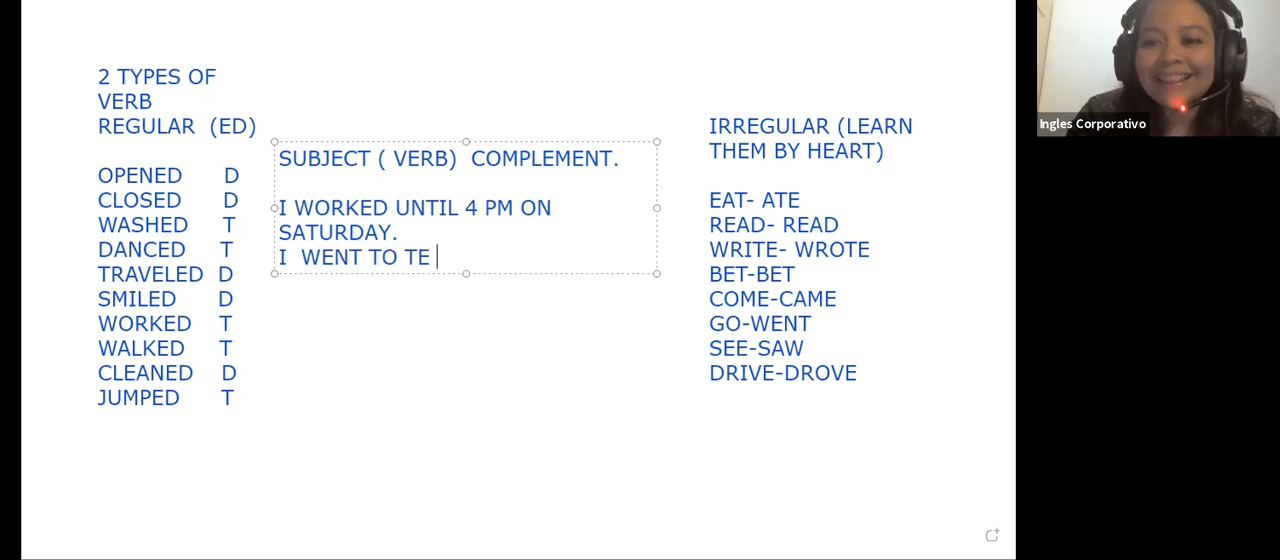 2 TYPES OF
VERB
REGULAR (ED)
OPENED D
CLOSED D
WASHED T
DANCED T
TRAVELED D
SMILED D
WORKED T
WALKED T
CLEANED D
JUMPED T
SUBJECT ( VERB) COMPLEMENT.
I WORKED UNTIL 4 PM ON
SATURDAY.
I WENT TO TE
IRREGULAR (LEARN
THEM BY HEART)
EAT- ATE
READ- READ
WRITE- WROTE
BET-BET
COME-CAME
GO-WENT
SEE-SAW
DRIVE-DROVE
Ingles Corporativo